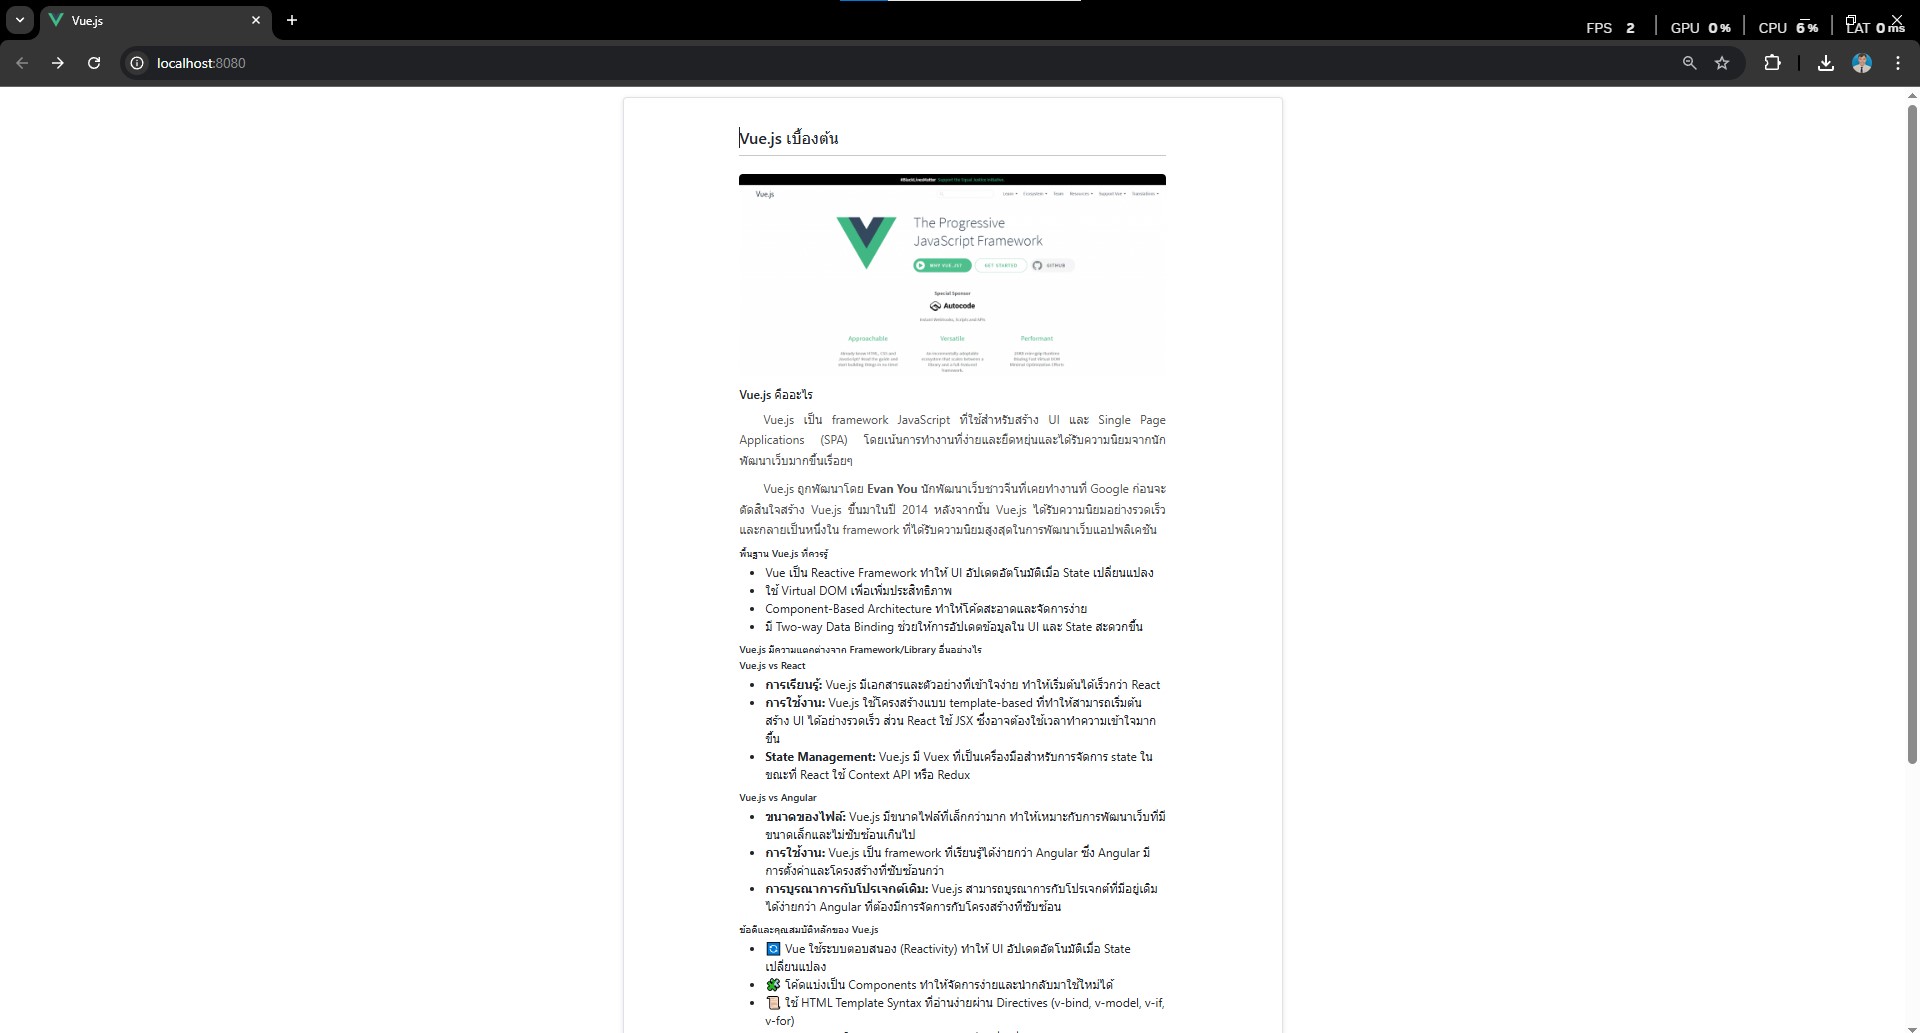 Vue.js
FPS 2 GPU 0% CPU 6% LAT 0 ms
localhost:8080
Vue.js เบื้องต้น
#BlackLivesMatter Support the Equal Justice Initiative
Vue.js
Learn Ecosystem Team Resources Support Vue Translations
The Progressive
JavaScript Framework
WHY VUE.JS? GET STARTED GITHUB
Special Sponsor
Autocode
Instant Webhooks, Scripts and APIs
Approachable Versatile Performant
Already know HTML, CSS and An incrementally adoptable
JavaScript? Read the guide and ecosystem that scales between a
start building things in no time! library and a full-featured Minimal Optimization Efforts
framework.
Vue.js คืออะไร
Vue.js เป็น framework JavaScript ที่ใช้สำหรับสร้าง UI และ Single Page
Applications (SPA) โดยเน้นการทำงานที่ง่ายและยืดหยุ่นและได้รับความนิยมจากนัก
พัฒนาเว็บมากขึ้นเรื่อยๆ
Vue.js ถูกพัฒนาโดย Evan You นักพัฒนาเว็บชาวจีนที่เคยทำงานที่ Google ก่อนจะ
ตัดสินใจสร้าง Vue.js ขึ้นมาในปี 2014 หลังจากนั้น Vue.js ได้รับความนิยมอย่างรวดเร็ว
และกลายเป็นหนึ่งใน framework ที่ได้รับความนิยมสูงสุดในการพัฒนาเว็บแอปพลิเคชัน
พื้นฐาน Vue.js ที่ควรรู้
• Vue เป็น Reactive Framework ทำให้ UI อัปเดตอัตโนมัติเมื่อ State เปลี่ยนแปลง
• ใช้ Virtual DOM เพื่อเพิ่มประสิทธิภาพ
• Component-Based Architecture ทำให้โค้ดสะอาดและจัดการง่าย
• มี Two-way Data Binding ช่วยให้การอัปเดตข้อมูลใน UI และ State สะดวกขึ้น
Vue.js มีความแตกต่างจาก Framework/Library อื่นอย่างไร
Vue.js vs React
• การเรียนรู้: Vue.js มีเอกสารและตัวอย่างที่เข้าใจง่าย ทำให้เริ่มต้นได้เร็วกว่า React
• การใช้งาน: Vue.js ใช้โครงสร้างแบบ template-based ที่ทำให้สามารถเริ่มต้น
สร้าง UI ได้อย่างรวดเร็ว ส่วน React ใช้ JSX ซึ่งอาจต้องใช้เวลาทำความเข้าใจมาก
ขึ้น
• State Management: Vue.js มี Vuex ที่เป็นเครื่องมือสำหรับการจัดการ state ใน
ขณะที่ React ใช้ Context API หรือ Redux
Vue.js vs Angular
• ขนาดของไฟล์: Vue.js มีขนาดไฟล์ที่เล็กกว่ามาก ทำให้เหมาะกับการพัฒนาเว็บที่มี
ขนาดเล็กและไม่ซับซ้อนเกินไป
• การใช้งาน: Vue.js เป็น framework ที่เรียนรู้ได้ง่ายกว่า Angular ซึ่ง Angular มี
การตั้งค่าและโครงสร้างที่ซับซ้อนกว่า
• การบูรณาการกับโปรเจกต์เดิม: Vue.js สามารถบูรณาการกับโปรเจกต์ที่มีอยู่เดิม
ได้ง่ายกว่า Angular ที่ต้องมีการจัดการกับโครงสร้างที่ซับซ้อน
ข้อดีและคุณสมบัติหลักของ Vue.js
• 🔄 Vue ใช้ระบบตอบสนอง (Reactivity) ทำให้ UI อัปเดตอัตโนมัติเมื่อ State
เปลี่ยนแปลง
• 🧩 โค้ดแบ่งเป็น Components ทำให้จัดการง่ายและนำกลับมาใช้ใหม่ได้
• 📜 ใช้ HTML Template Syntax ที่อ่านง่ายผ่าน Directives (v-bind, v-model, v-if,
v-for)